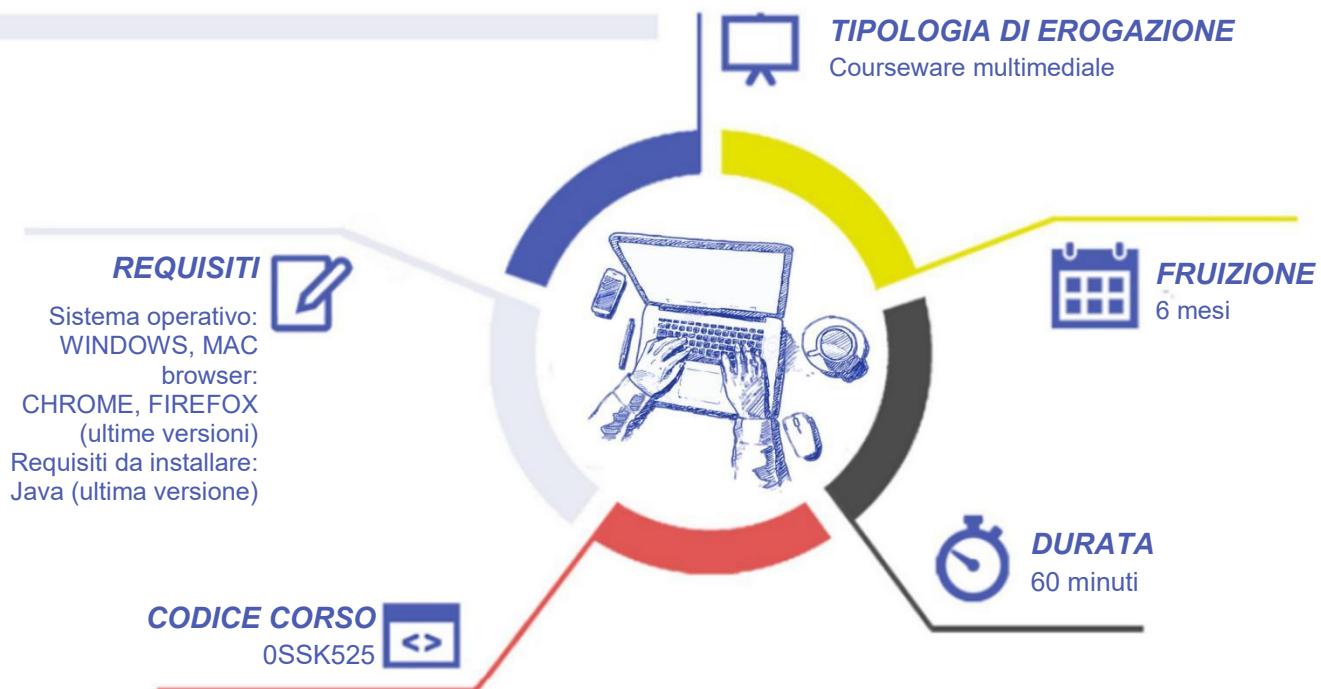 TIPOLOGIA DI EROGAZIONE
Courseware multimediale
REQUISITI
Sistema operativo:
WINDOWS, MAC
browser:
CHROME, FIREFOX
(ultime versioni)
Requisiti da installare:
Java (ultima versione)
FRUIZIONE
6 mesi
DURATA
60 minuti
CODICE CORSO
0SSK525